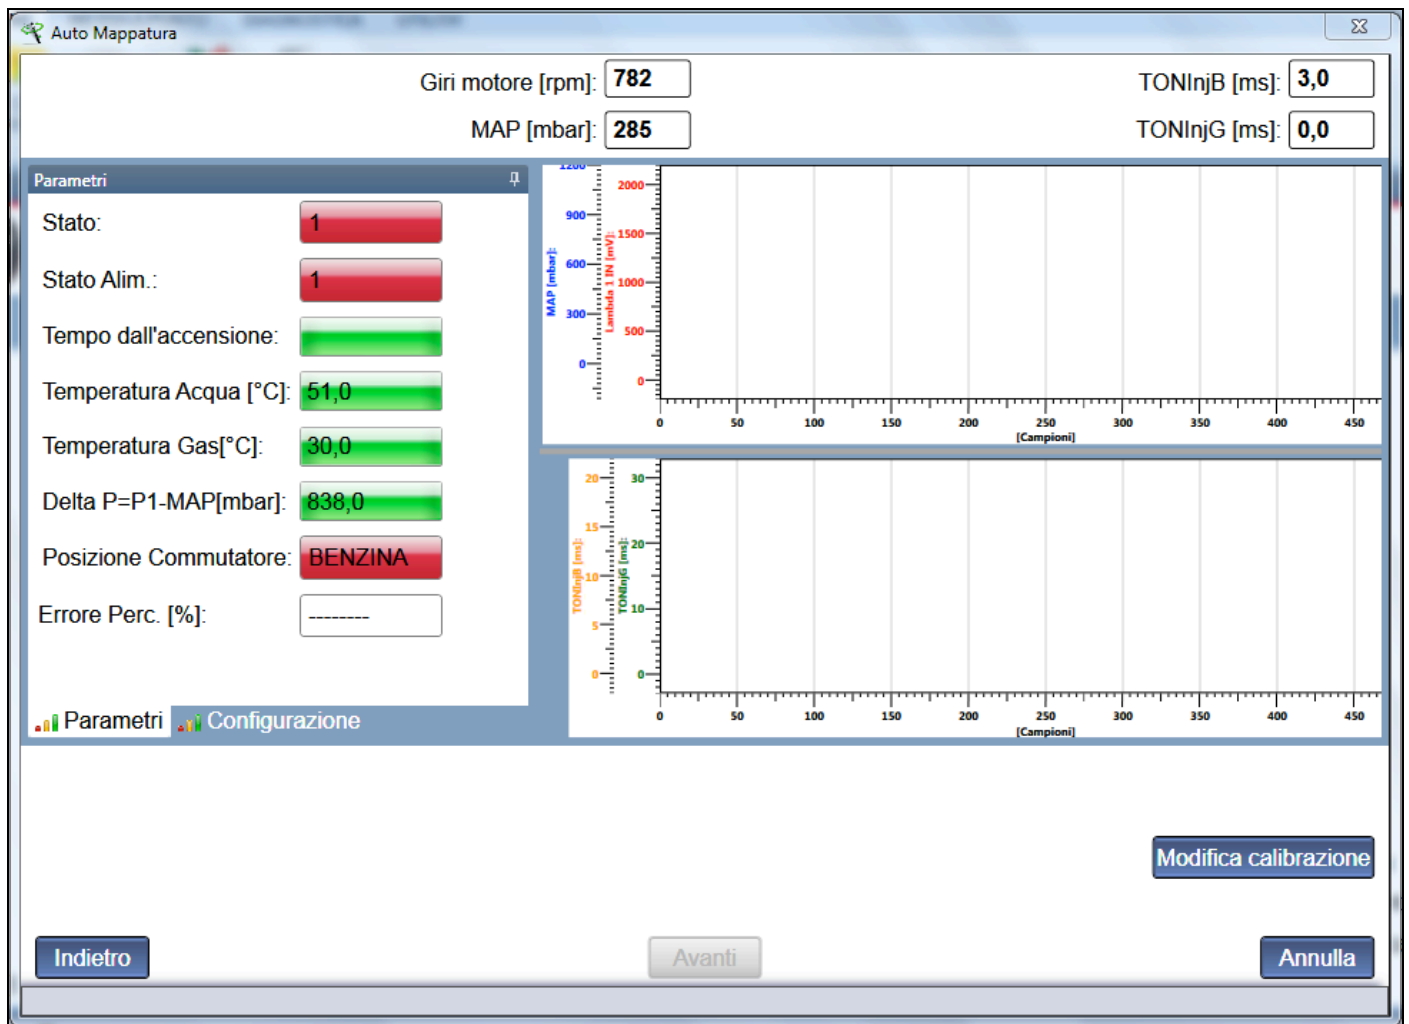 Auto Mappatura
Giri motore [rpm]: 782
TONInjB [ms]: 3,0
MAP [mbar]: 285
TONInjG [ms]: 0,0
Parametri
Stato: 1
Stato Alim.: 1
Tempo dall'accensione:
Temperatura Acqua [°C]: 51,0
Temperatura Gas[°C]: 30,0
Delta P=P1-MAP[mbar]: 838,0
Posizione Commutatore: BENZINA
Errore Perc. [%]: --------
Parametri Configurazione
MAP [mbar]:
1200
900
600
300
0
Lambda 1 IN [mV]:
2000
1500
1000
500
0
0 50 100 150 200 250 300 350 400 450
[Campioni]
TONInjB [ms]:
20
15
10
5
0
TONInjG [ms]:
30
20
10
0
0 50 100 150 200 250 300 350 400 450
[Campioni]
Modifica calibrazione
Indietro
Avanti
Annulla